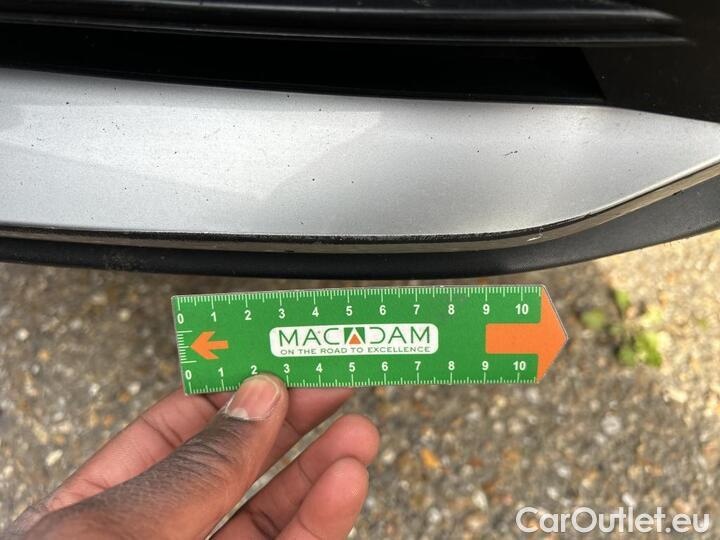 0 1 2 3 4 5 6 7 8 9 10
MACADAM
ON THE ROAD TO EXCELLENCE
0 1 2 3 4 5 6 7 8 9 10
CarOutlet.eu